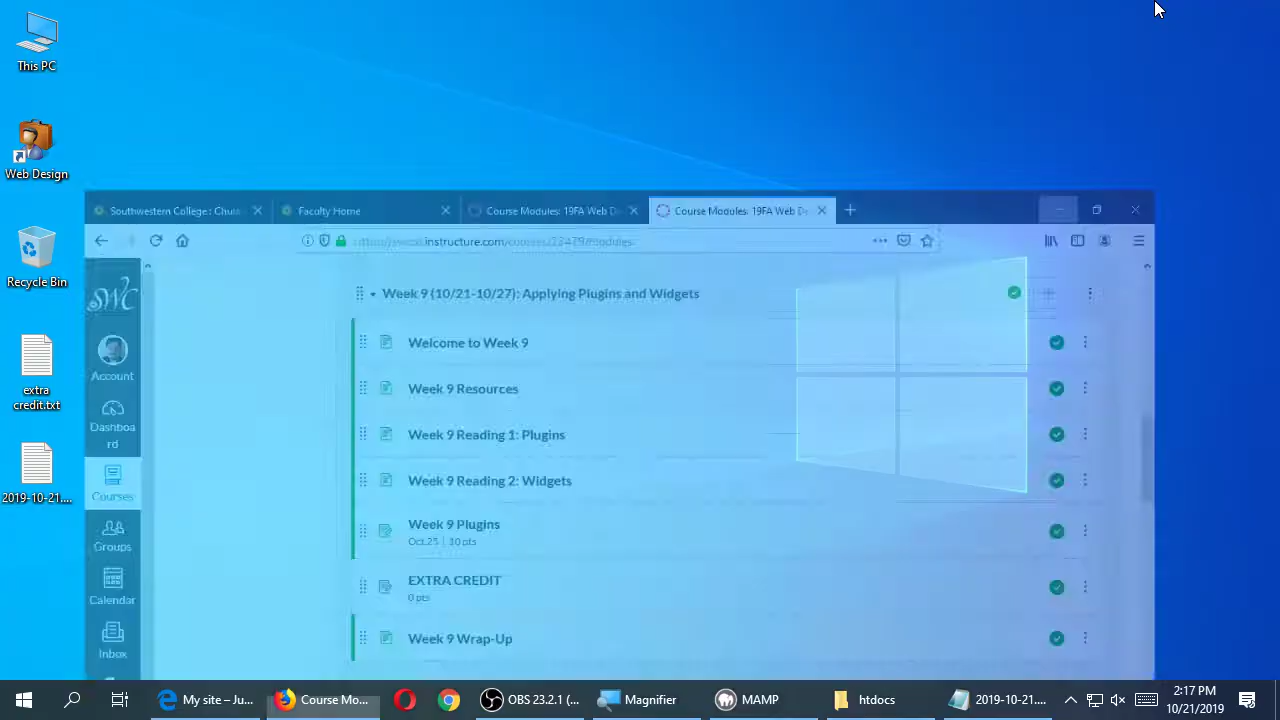 This PC
Web Design
Recycle Bin
extra
credit.txt
2019-10-21....
Southwestern College : Chula
Faculty Home
Course Modules: 19FA Web De
Course Modules: 19FA Web De
instructure.com/courses/
SWC
Account
Dashboa
rd
Courses
Groups
Calendar
Inbox
Week 9 (10/21-10/27): Applying Plugins and Widgets
Welcome to Week 9
Week 9 Resources
Week 9 Reading 1: Plugins
Week 9 Reading 2: Widgets
Week 9 Plugins
Oct 25 | 10 pts
EXTRA CREDIT
0 pts
Week 9 Wrap-Up
My site – Ju...
Course Mo...
OBS 23.2.1 (...
Magnifier
MAMP
htdocs
2019-10-21....
2:17 PM
10/21/2019